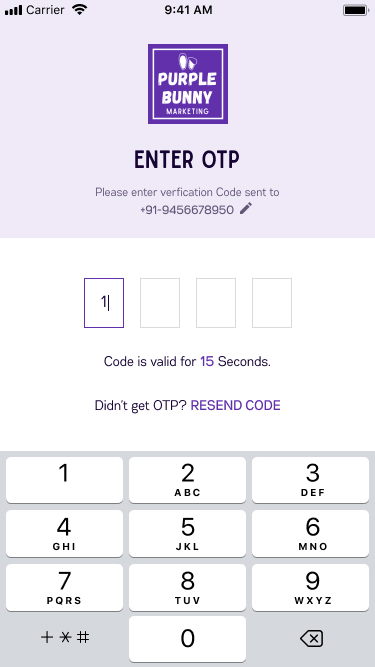 Carrier 9:41 AM
PURPLE
BUNNY
MARKETING
ENTER OTP
Please enter verfication Code sent to
+91-9456678950
1
Code is valid for 15 Seconds.
Didn't get OTP? RESEND CODE
1 2 3
ABC DEF
4 5 6
GHI JKL MNO
7 8 9
PQRS TUV WXYZ
+ * # 0